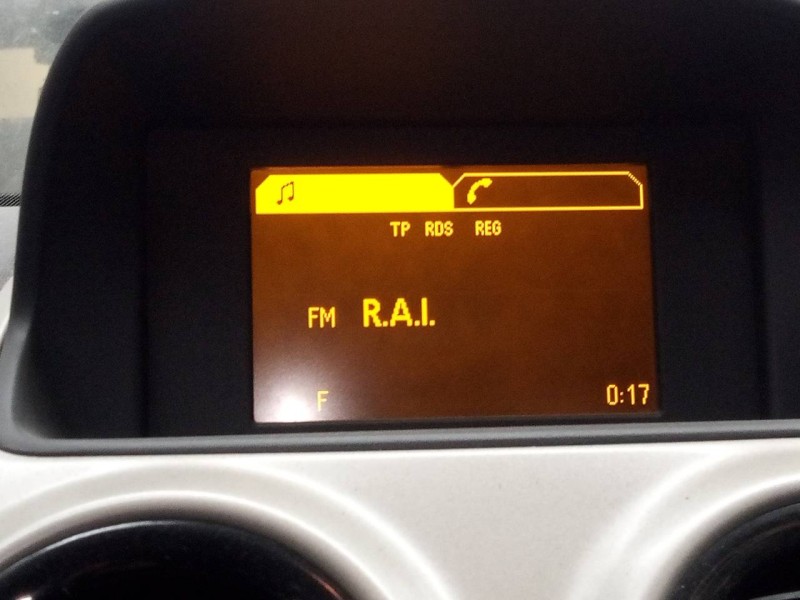 TP RDS REG
FM R.A.I.
F 0:17